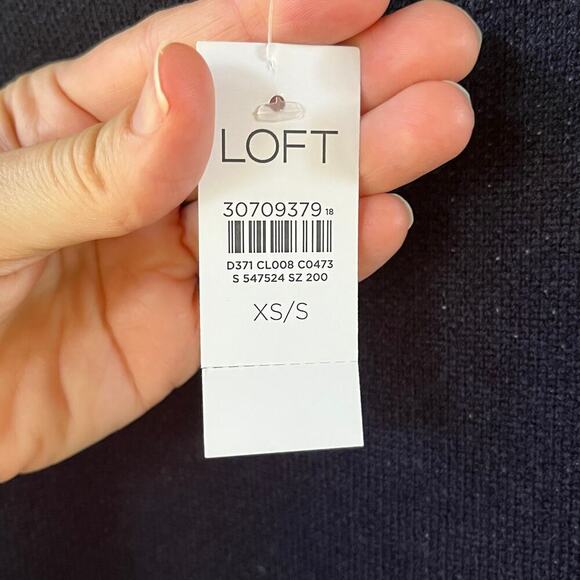 LOFT
30709379 18
D371 CL008 C0473
S 547524 SZ 200
XS/S